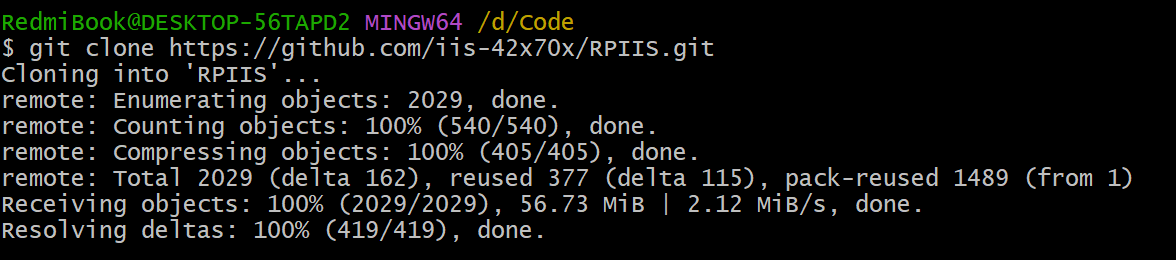 RedmiBook@DESKTOP-56TAPD2 MINGW64 /d/Code
$ git clone https://github.com/iis-42x70x/RPIIS.git
Cloning into 'RPIIS'...
remote: Enumerating objects: 2029, done.
remote: Counting objects: 100% (540/540), done.
remote: Compressing objects: 100% (405/405), done.
remote: Total 2029 (delta 162), reused 377 (delta 115), pack-reused 1489 (from 1)
Receiving objects: 100% (2029/2029), 56.73 MiB | 2.12 MiB/s, done.
Resolving deltas: 100% (419/419), done.